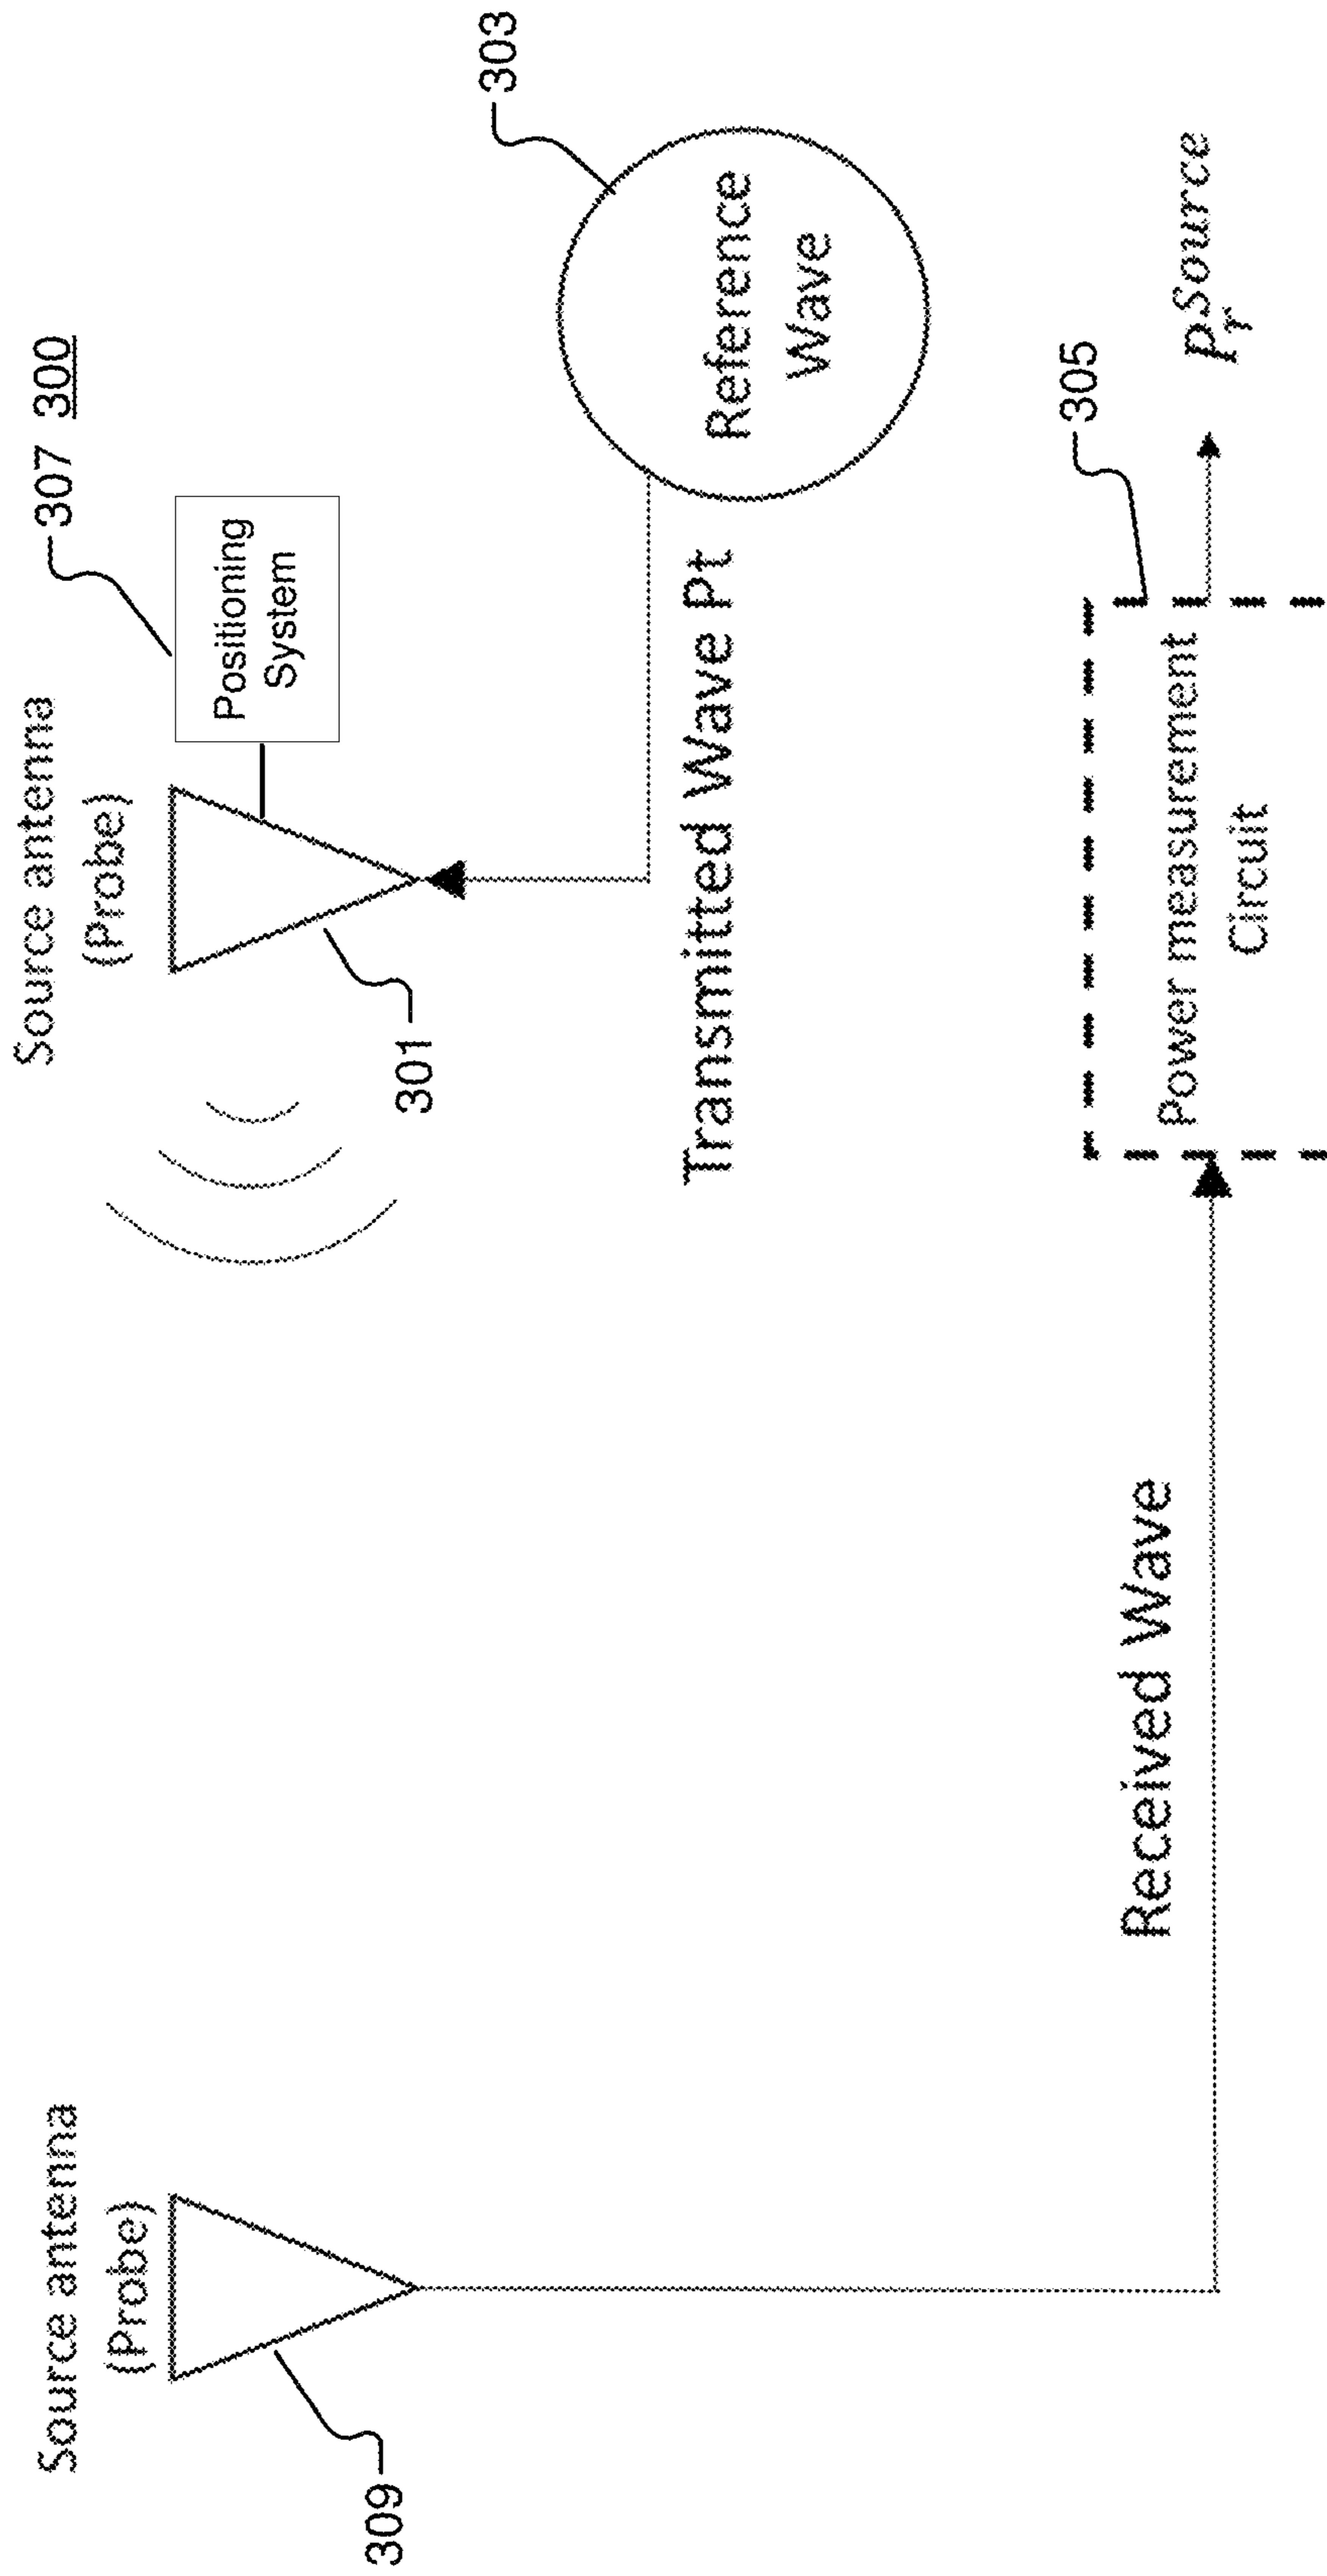 Source antenna
(Probe)
309
Source antenna
(Probe)
301
307 300
Positioning
System
303
Reference
Wave
Transmitted Wave Pt
Received Wave
305
Power measurement
Circuit
P_r^{Source}